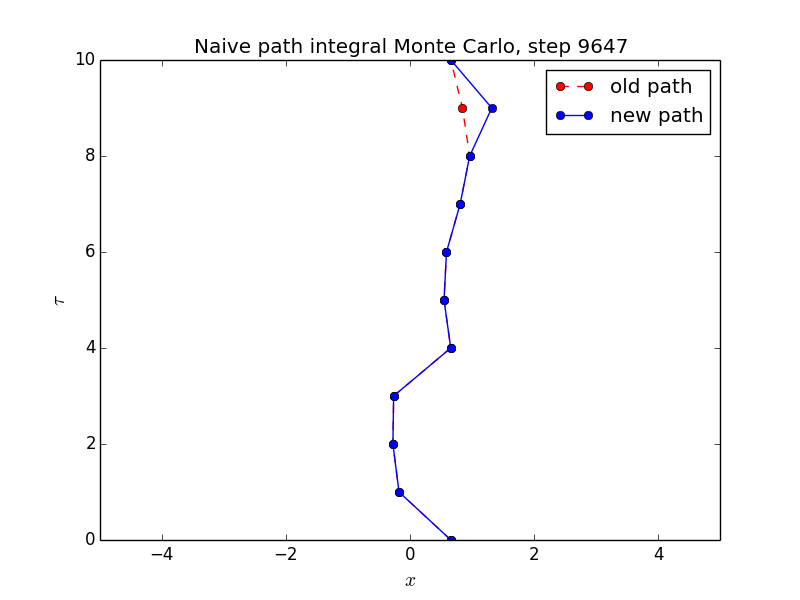 Naive path integral Monte Carlo, step 9647
old path
new path
10
8
6
4
2
0
τ
−4 −2 0 2 4
x